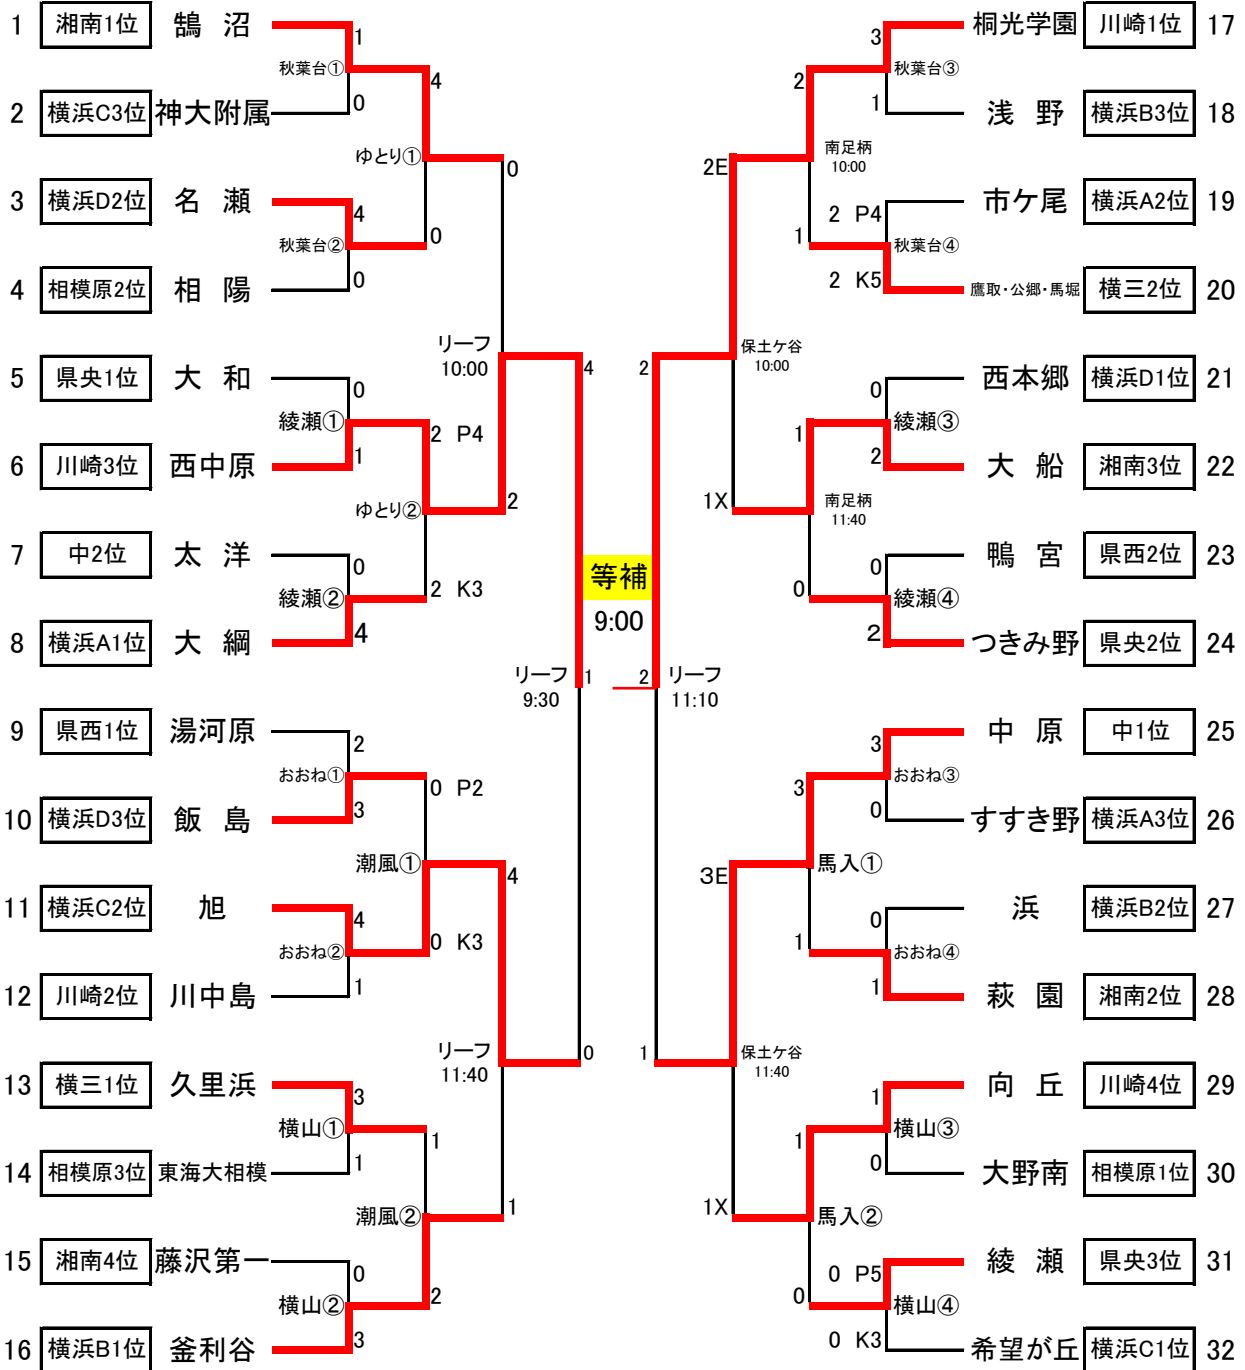 1 湘南1位 鵠沼 1
秋葉台① 4
2 横浜C3位 神大附属 0
ゆとり① 0
3 横浜D2位 名瀬 4
秋葉台② 0
4 相模原2位 相陽 0
リーフ
10:00 4
5 県央1位 大和 0
綾瀬① 2 P4
6 川崎3位 西中原 1
ゆとり② 2
7 中2位 太洋 0
綾瀬② 2 K3
8 横浜A1位 大綱 4
等補
9:00
リーフ 1
9:30
9 県西1位 湯河原 2
おおね① 0 P2
10 横浜D3位 飯島 3
潮風① 4
11 横浜C2位 旭 4
おおね② 0 K3
12 川崎2位 川中島 1
リーフ 0
11:40
13 横三1位 久里浜 3
横山① 1
14 相模原3位 東海大相模 1
潮風② 1
15 湘南4位 藤沢第一 0
横山② 2
16 横浜B1位 釜利谷 3
3 桐光学園 川崎1位 17
2 秋葉台③
1 浅野 横浜B3位 18
2E 南足柄
10:00
2 P4 市ケ尾 横浜A2位 19
1 秋葉台④
2 K5 鷹取・公郷・馬堀 横三2位 20
2 保土ケ谷
10:00
0 西本郷 横浜D1位 21
1 綾瀬③
2 大船 湘南3位 22
1X 南足柄
11:40
0 鴨宮 県西2位 23
0 綾瀬④
2 つきみ野 県央2位 24
2 リーフ
11:10
3 中原 中1位 25
3 おおね③
0 すすき野 横浜A3位 26
3E 馬入①
0 浜 横浜B2位 27
1 おおね④
1 萩園 湘南2位 28
1 保土ケ谷
11:40
1 向丘 川崎4位 29
1 横山③
0 大野南 相模原1位 30
1X 馬入②
0 P5 綾瀬 県央3位 31
0 横山④
0 K3 希望が丘 横浜C1位 32